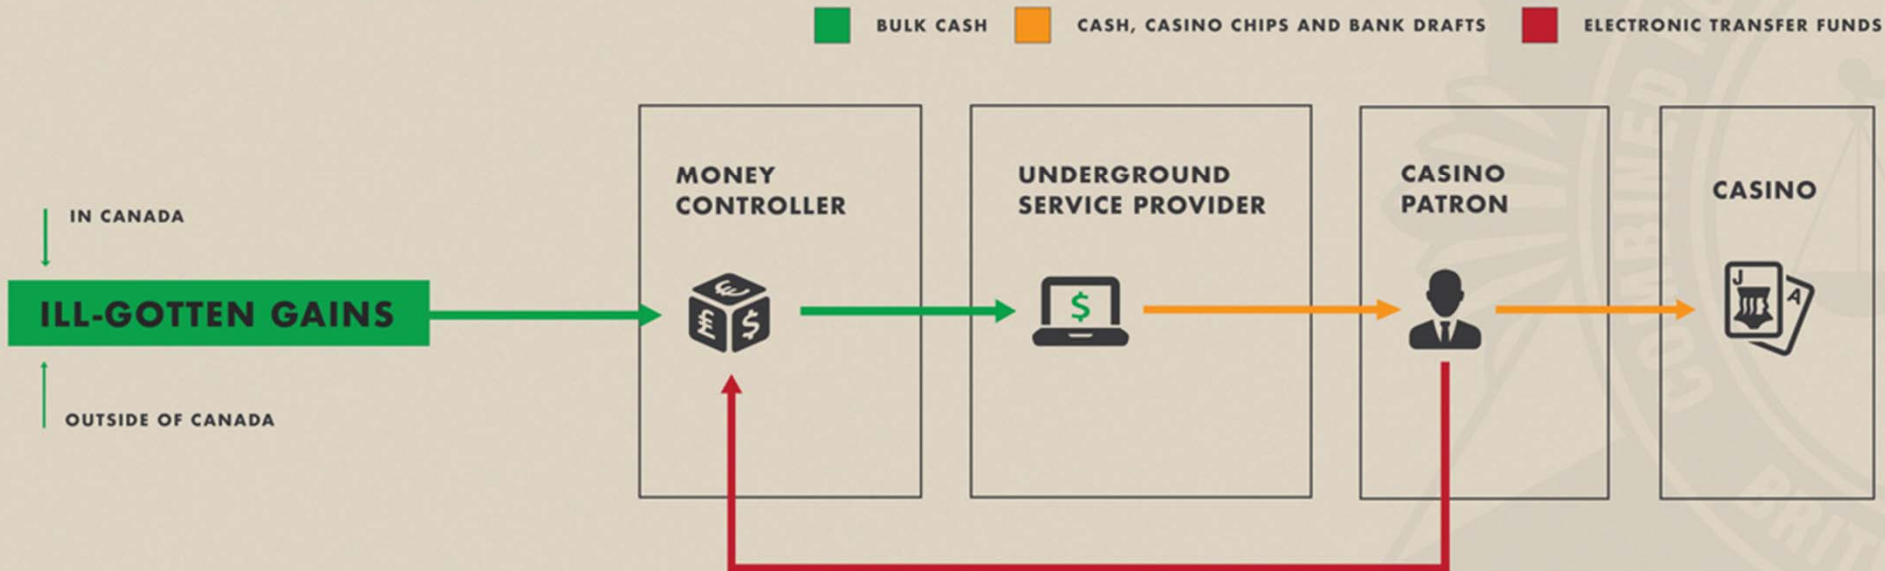 BULK CASH
CASH, CASINO CHIPS AND BANK DRAFTS
ELECTRONIC TRANSFER FUNDS
MONEY
CONTROLLER
UNDERGROUND
SERVICE PROVIDER
CASINO
PATRON
CASINO
IN CANADA
ILL-GOTTEN GAINS
OUTSIDE OF CANADA
€
£ $
$
J
A
COMBINED